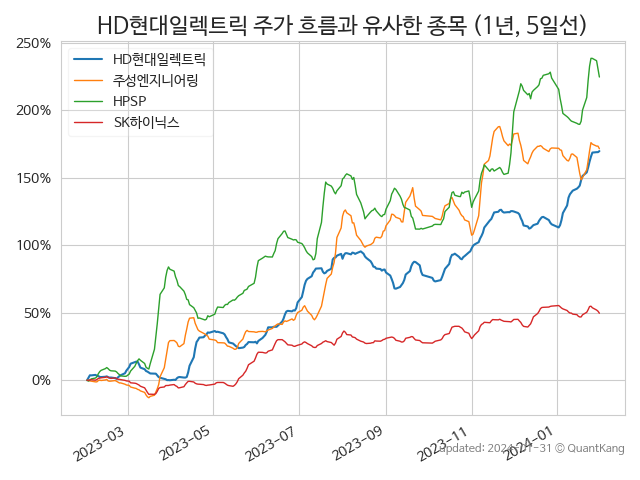 HD현대일렉트릭 주가 흐름과 유사한 종목 (1년, 5일선)
250%
200%
150%
100%
50%
0%
HD현대일렉트릭
주성엔지니어링
HPSP
SK하이닉스
2023-03
2023-05
2023-07
2023-09
2023-11
2024-01
updated: 2024-01-31 © QuantKang